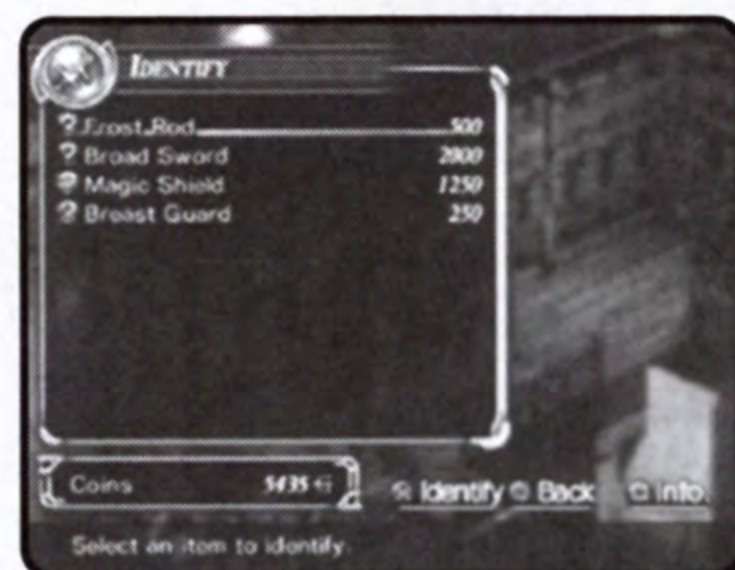 IDENTIFY
? Frost Rod 500
? Broad Sword 2000
? Magic Shield 1250
? Breast Guard 250
Coins 5435 G
Identify Back Info
Select an item to identify.